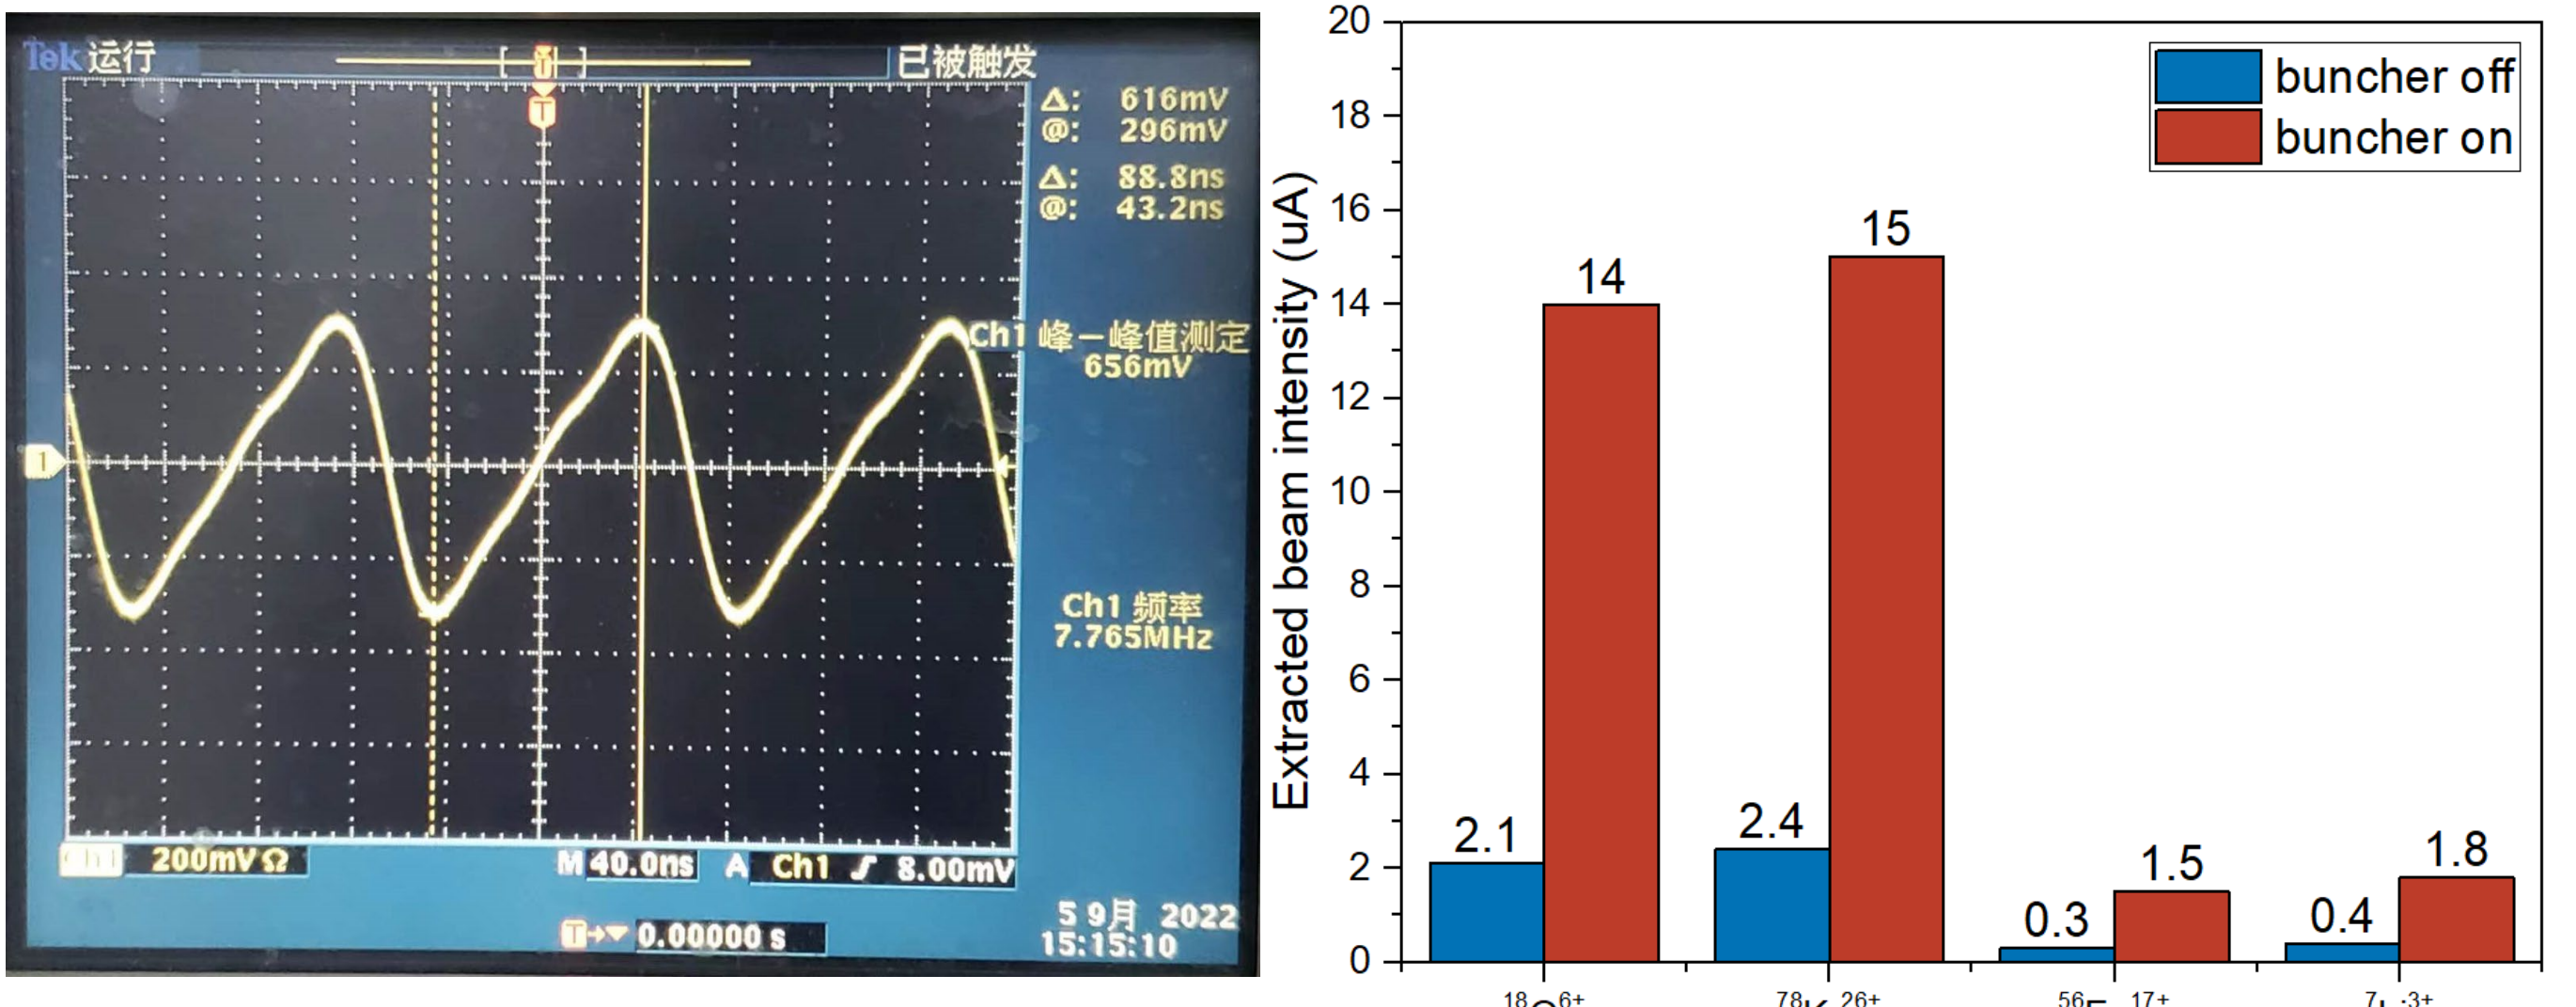 Tek 运行
已被触发
Δ: 616mV
@: 296mV
Δ: 88.8ns
@: 43.2ns
Ch1 峰－峰值测定
656mV
Ch1 频率
7.765MHz
1
T
T
Ch1 200mVΩ M 40.0ns A Ch1 8.00mV
T 0.00000 s
5 9月 2022
15:15:10
Extracted beam intensity (uA)
20
18
16
14
12
10
8
6
4
2
0
buncher off
buncher on
2.1
14
2.4
15
0.3
1.5
0.4
1.8